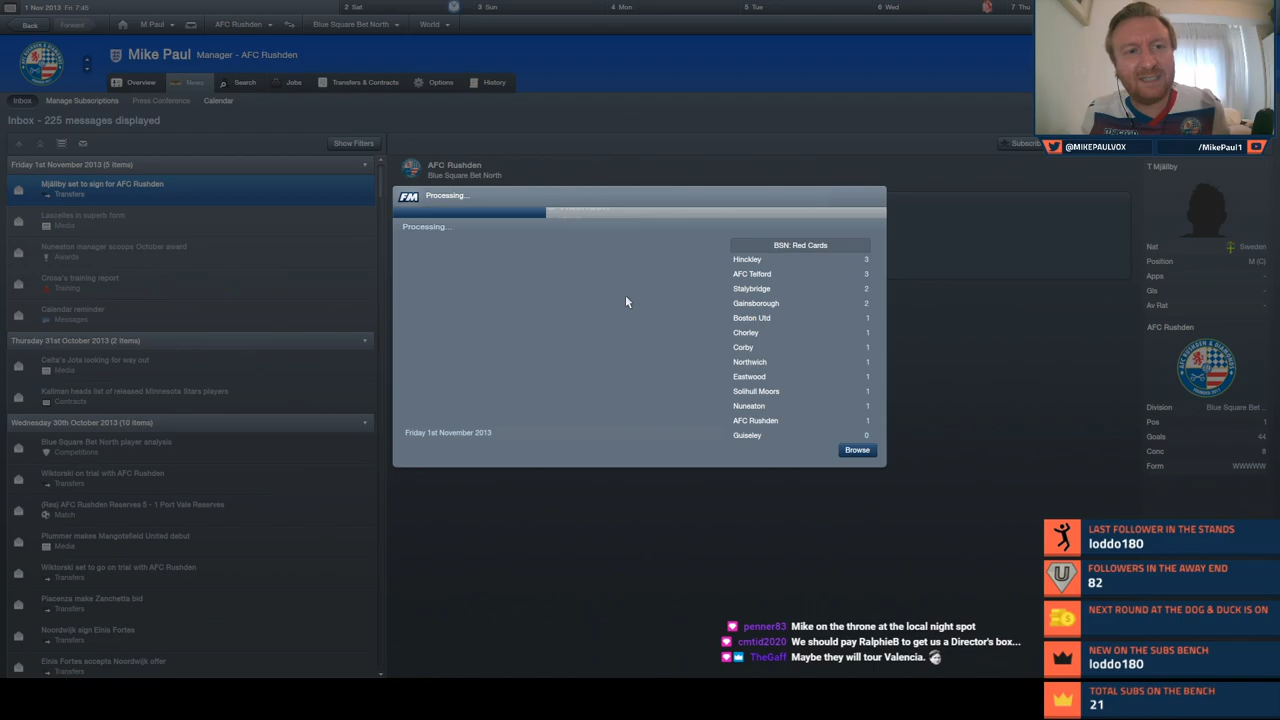 1 Nov 2013 Fri 7:45
2 Sat
3 Sun
4 Mon
5 Tue
6 Wed
7 Thu
Back
Forward
M Paul
AFC Rushden
Blue Square Bet North
World
Mike Paul
Manager - AFC Rushden
Overview
News
Search
Jobs
Transfers & Contracts
Options
History
Inbox
Manage Subscriptions
Press Conference
Calendar
Inbox - 225 messages displayed
Show Filters
Friday 1st November 2013 (5 items)
Mjällby set to sign for AFC Rushden
Transfers
Lascelles in superb form
Media
Nuneaton manager scoops October award
Awards
Crosa's training report
Training
Calendar reminder
Messages
Thursday 31st October 2013 (2 items)
Celta's Jota looking for way out
Media
Kallman heads list of released Minnesota Stars players
Contracts
Wednesday 30th October 2013 (10 items)
Blue Square Bet North player analysis
Competitions
Wiktorski on trial with AFC Rushden
Transfers
(Res) AFC Rushden Reserves 5 - 1 Port Vale Reserves
Match
Plummer makes Mangotsfield United debut
Media
Wiktorski set to go on trial with AFC Rushden
Transfers
Piacenza make Zanchetta bid
Transfers
Noordwijk sign Einis Fortes
Transfers
Einis Fortes accepts Noordwijk offer
Transfers
AFC Rushden
Blue Square Bet North
FM Processing...
Processing...
BSN: Red Cards
Hinckley 3
AFC Telford 3
Stalybridge 2
Gainsborough 2
Boston Utd 1
Chorley 1
Corby 1
Northwich 1
Eastwood 1
Solihull Moors 1
Nuneaton 1
AFC Rushden 1
Guiseley 0
Friday 1st November 2013
Browse
@MIKEPAULVOX
/MikePaul1
T Mjällby
Nat Sweden
Position M (C)
Apps -
Gls -
Av Rat -
AFC Rushden
Division Blue Square Bet ..
Pos 1
Goals 44
Conc 8
Form WWWWW
LAST FOLLOWER IN THE STANDS
loddo180
FOLLOWERS IN THE AWAY END
82
NEXT ROUND AT THE DOG & DUCK IS ON
NEW ON THE SUBS BENCH
loddo180
TOTAL SUBS ON THE BENCH
21
penner83 Mike on the throne at the local night spot
cmtid2020 We should pay RalphieB to get us a Director's box...
TheGaff Maybe they will tour Valencia.